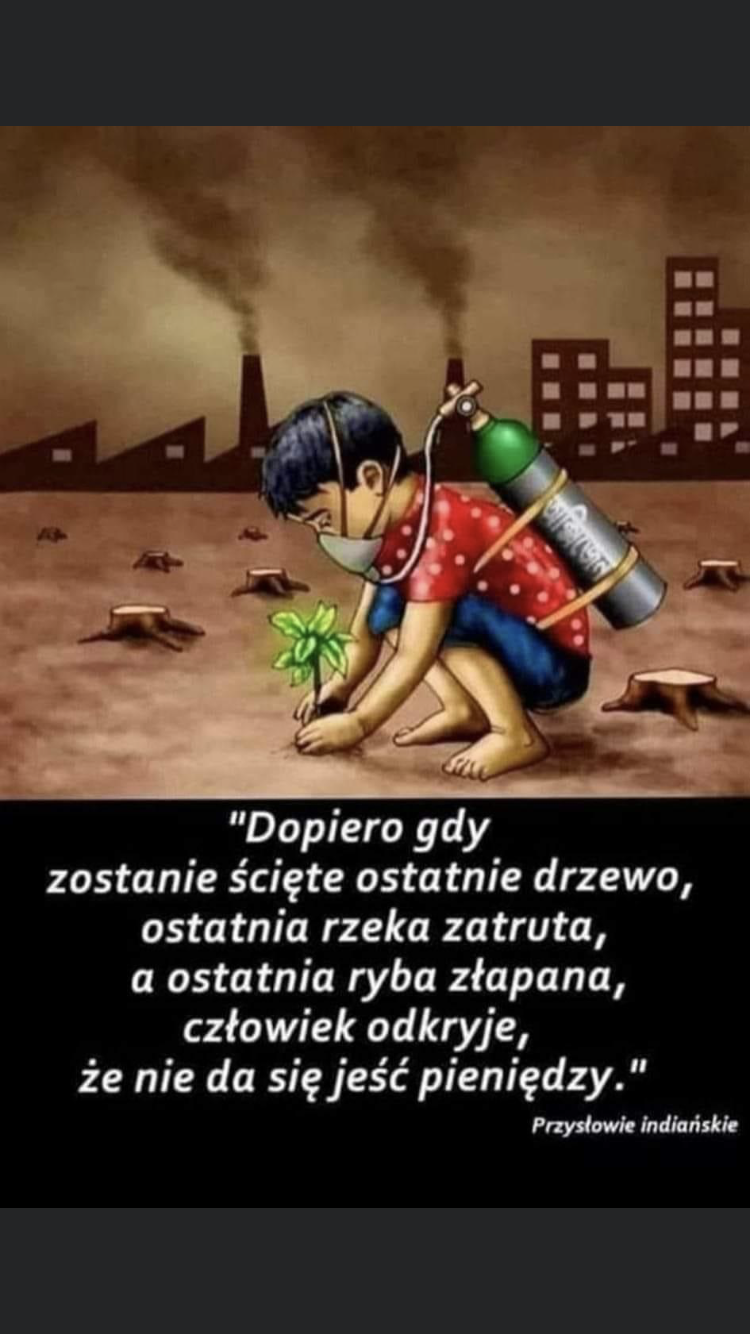 "Dopiero gdy
zostanie ścięte ostatnie drzewo,
ostatnia rzeka zatruta,
a ostatnia ryba złapana,
człowiek odkryje,
że nie da się jeść pieniędzy."
Przysłowie indiańskie